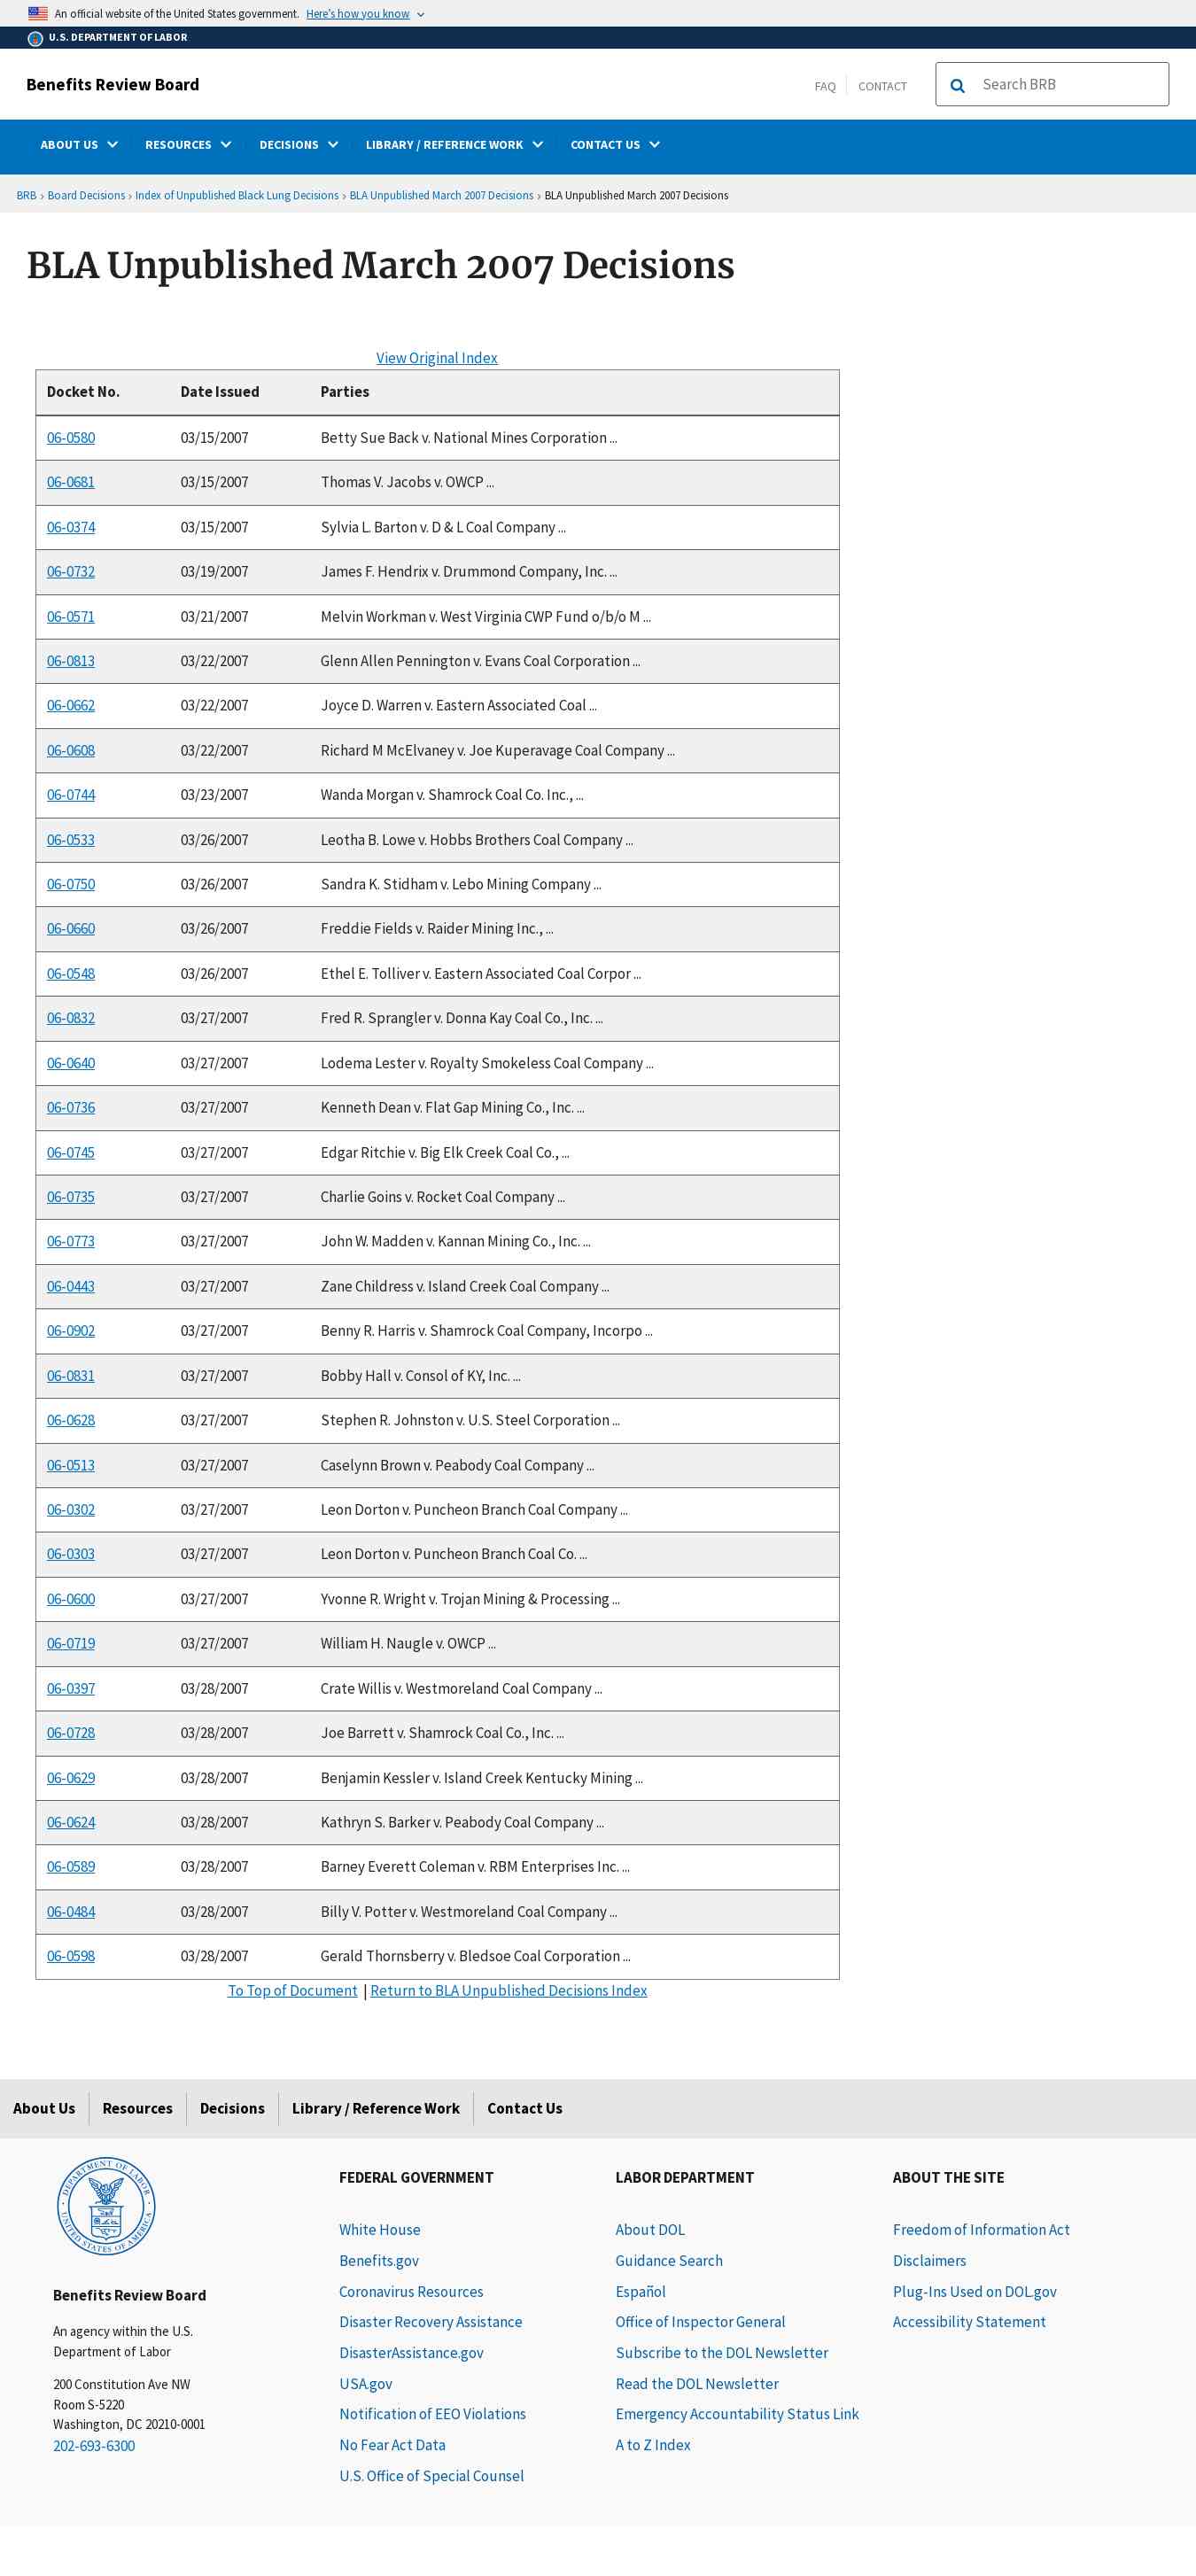 An official website of the United States government. Here's how you know
U.S. DEPARTMENT OF LABOR
Benefits Review Board
FAQ CONTACT Search BRB
ABOUT US RESOURCES DECISIONS LIBRARY / REFERENCE WORK CONTACT US
BRB › Board Decisions › Index of Unpublished Black Lung Decisions › BLA Unpublished March 2007 Decisions › BLA Unpublished March 2007 Decisions
BLA Unpublished March 2007 Decisions
View Original Index
Docket No. Date Issued Parties
06-0580 03/15/2007 Betty Sue Back v. National Mines Corporation ...
06-0681 03/15/2007 Thomas V. Jacobs v. OWCP ...
06-0374 03/15/2007 Sylvia L. Barton v. D & L Coal Company ...
06-0732 03/19/2007 James F. Hendrix v. Drummond Company, Inc. ...
06-0571 03/21/2007 Melvin Workman v. West Virginia CWP Fund o/b/o M ...
06-0813 03/22/2007 Glenn Allen Pennington v. Evans Coal Corporation ...
06-0662 03/22/2007 Joyce D. Warren v. Eastern Associated Coal ...
06-0608 03/22/2007 Richard M McElvaney v. Joe Kuperavage Coal Company ...
06-0744 03/23/2007 Wanda Morgan v. Shamrock Coal Co. Inc., ...
06-0533 03/26/2007 Leotha B. Lowe v. Hobbs Brothers Coal Company ...
06-0750 03/26/2007 Sandra K. Stidham v. Lebo Mining Company ...
06-0660 03/26/2007 Freddie Fields v. Raider Mining Inc., ...
06-0548 03/26/2007 Ethel E. Tolliver v. Eastern Associated Coal Corpor ...
06-0832 03/27/2007 Fred R. Sprangler v. Donna Kay Coal Co., Inc. ...
06-0640 03/27/2007 Lodema Lester v. Royalty Smokeless Coal Company ...
06-0736 03/27/2007 Kenneth Dean v. Flat Gap Mining Co., Inc. ...
06-0745 03/27/2007 Edgar Ritchie v. Big Elk Creek Coal Co., ...
06-0735 03/27/2007 Charlie Goins v. Rocket Coal Company ...
06-0773 03/27/2007 John W. Madden v. Kannan Mining Co., Inc. ...
06-0443 03/27/2007 Zane Childress v. Island Creek Coal Company ...
06-0902 03/27/2007 Benny R. Harris v. Shamrock Coal Company, Incorpo ...
06-0831 03/27/2007 Bobby Hall v. Consol of KY, Inc. ...
06-0628 03/27/2007 Stephen R. Johnston v. U.S. Steel Corporation ...
06-0513 03/27/2007 Caselynn Brown v. Peabody Coal Company ...
06-0302 03/27/2007 Leon Dorton v. Puncheon Branch Coal Company ...
06-0303 03/27/2007 Leon Dorton v. Puncheon Branch Coal Co. ...
06-0600 03/27/2007 Yvonne R. Wright v. Trojan Mining & Processing ...
06-0719 03/27/2007 William H. Naugle v. OWCP ...
06-0397 03/28/2007 Crate Willis v. Westmoreland Coal Company ...
06-0728 03/28/2007 Joe Barrett v. Shamrock Coal Co., Inc. ...
06-0629 03/28/2007 Benjamin Kessler v. Island Creek Kentucky Mining ...
06-0624 03/28/2007 Kathryn S. Barker v. Peabody Coal Company ...
06-0589 03/28/2007 Barney Everett Coleman v. RBM Enterprises Inc. ...
06-0484 03/28/2007 Billy V. Potter v. Westmoreland Coal Company ...
06-0598 03/28/2007 Gerald Thornsberry v. Bledsoe Coal Corporation ...
To Top of Document | Return to BLA Unpublished Decisions Index
About Us Resources Decisions Library / Reference Work Contact Us
DEPARTMENT OF LABOR
UNITED STATES OF AMERICA
Benefits Review Board
An agency within the U.S.
Department of Labor
200 Constitution Ave NW
Room S-5220
Washington, DC 20210-0001
202-693-6300
FEDERAL GOVERNMENT
White House
Benefits.gov
Coronavirus Resources
Disaster Recovery Assistance
DisasterAssistance.gov
USA.gov
Notification of EEO Violations
No Fear Act Data
U.S. Office of Special Counsel
LABOR DEPARTMENT
About DOL
Guidance Search
Español
Office of Inspector General
Subscribe to the DOL Newsletter
Read the DOL Newsletter
Emergency Accountability Status Link
A to Z Index
ABOUT THE SITE
Freedom of Information Act
Disclaimers
Plug-Ins Used on DOL.gov
Accessibility Statement